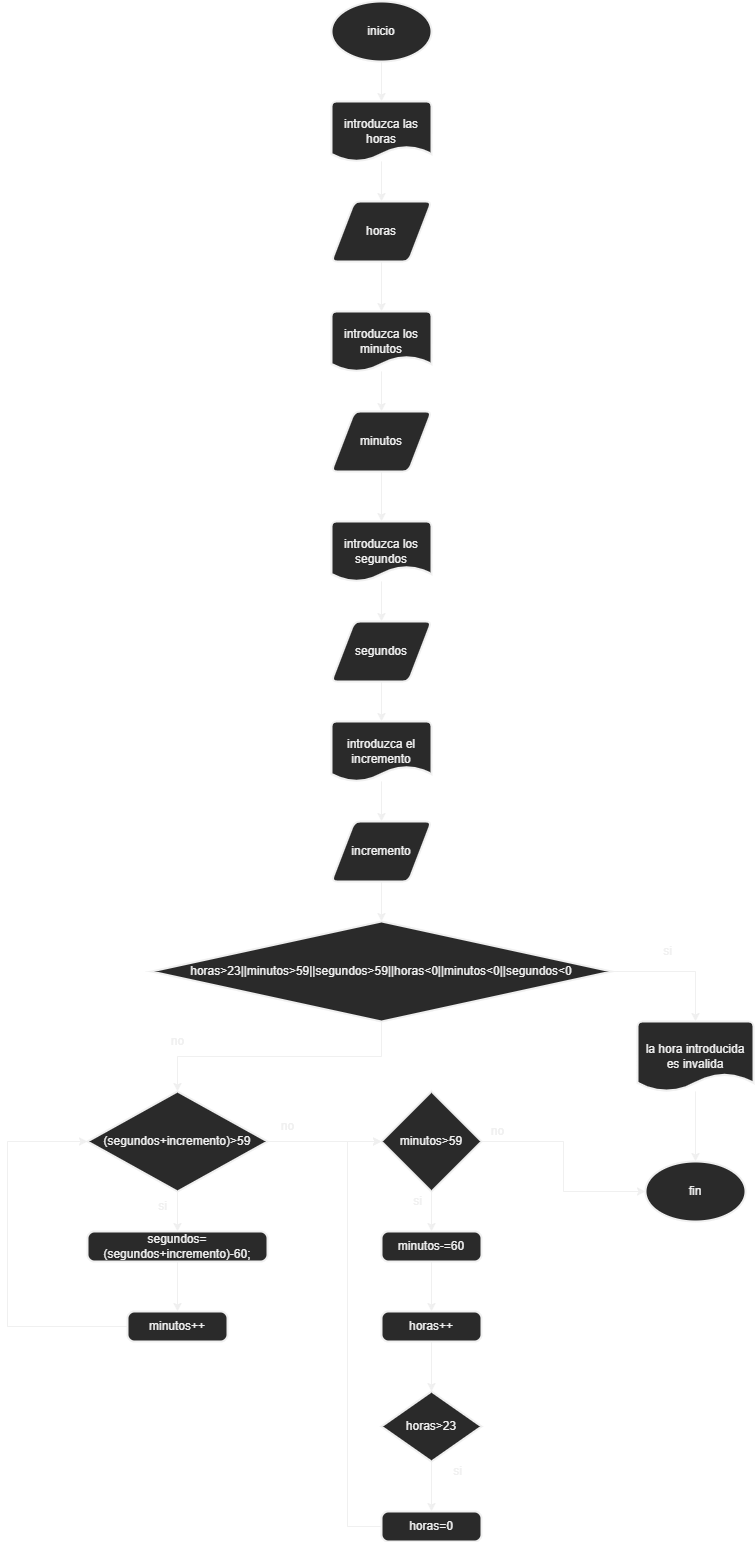 inicio
introduzca las
horas
horas
introduzca los
minutos
minutos
introduzca los
segundos
segundos
introduzca el
incremento
incremento
horas>23||minutos>59||segundos>59||horas<0||minutos<0||segundos<0
si
la hora introducida
es invalida
no
(segundos+incremento)>59
no
minutos>59
no
fin
si
segundos=
(segundos+incremento)-60;
minutos++
si
minutos-=60
horas++
horas>23
si
horas=0